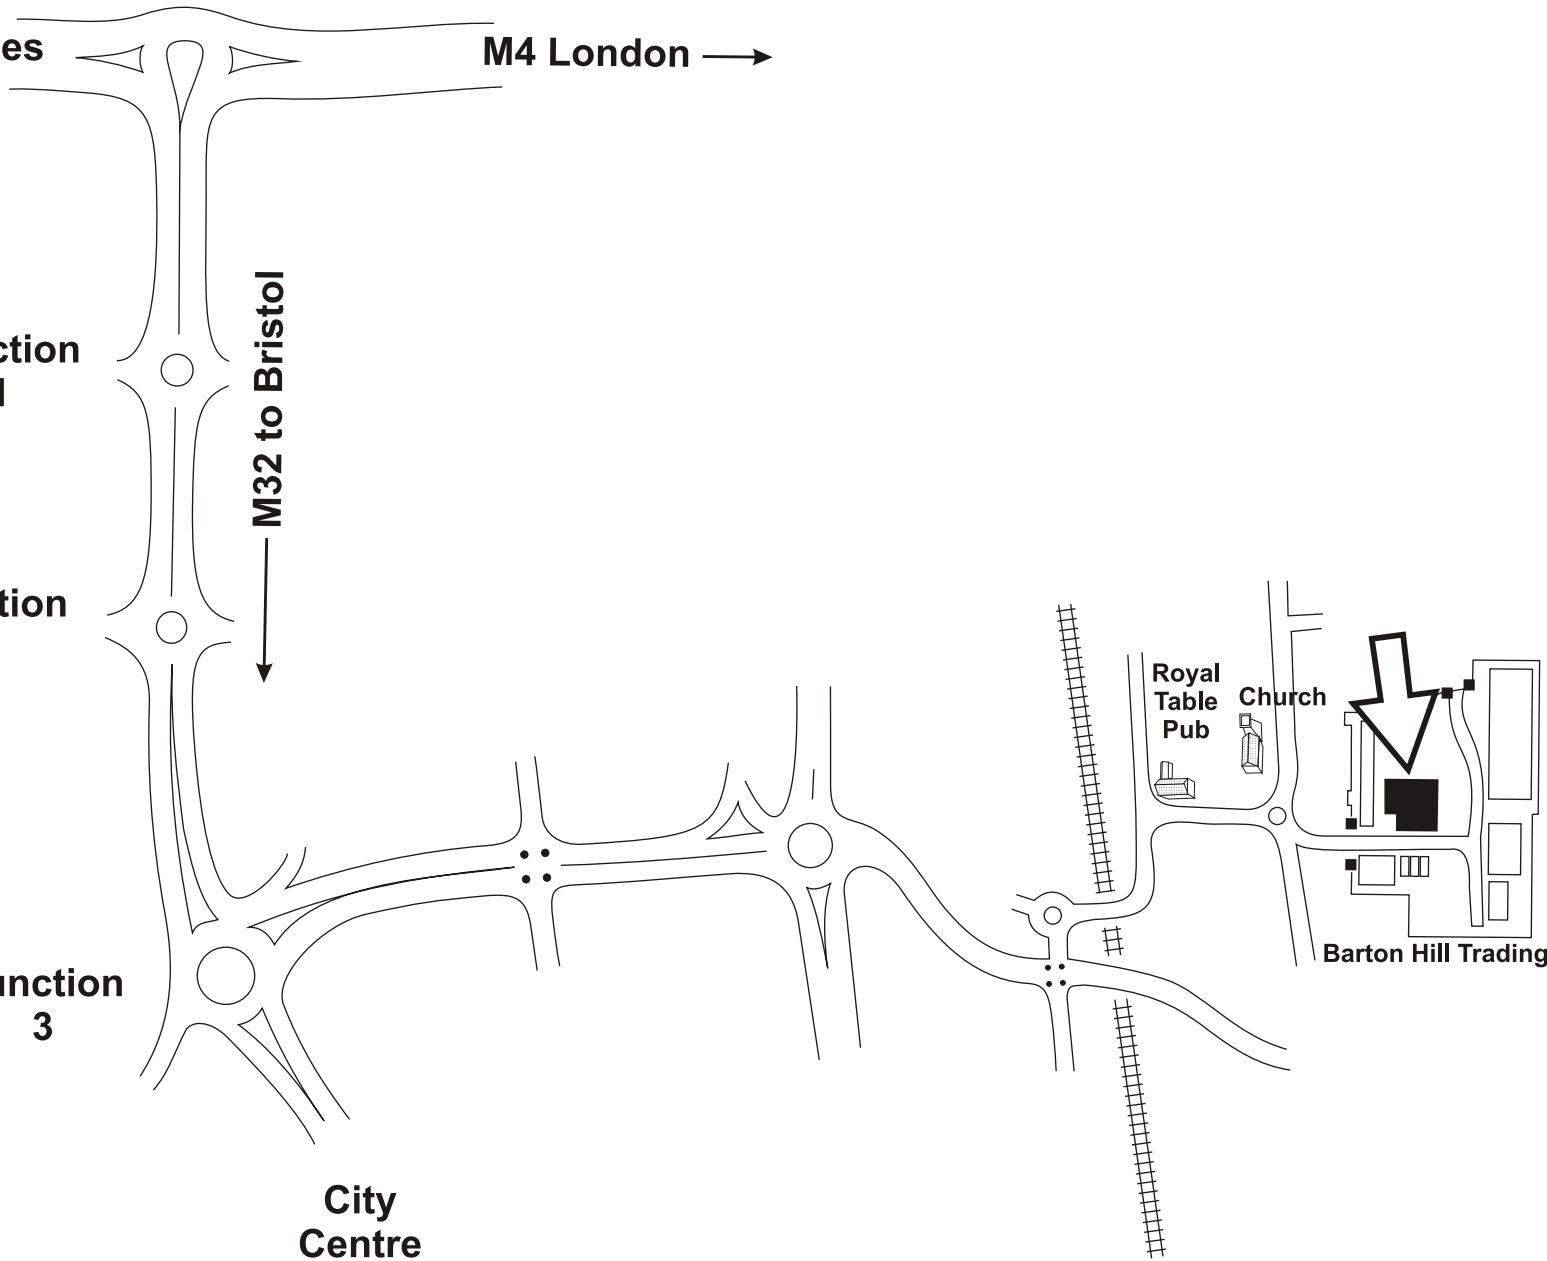 es
M4 London
M32 to Bristol
ction
tion
Royal
Table
Pub
Church
Barton Hill Trading
unction
3
City
Centre